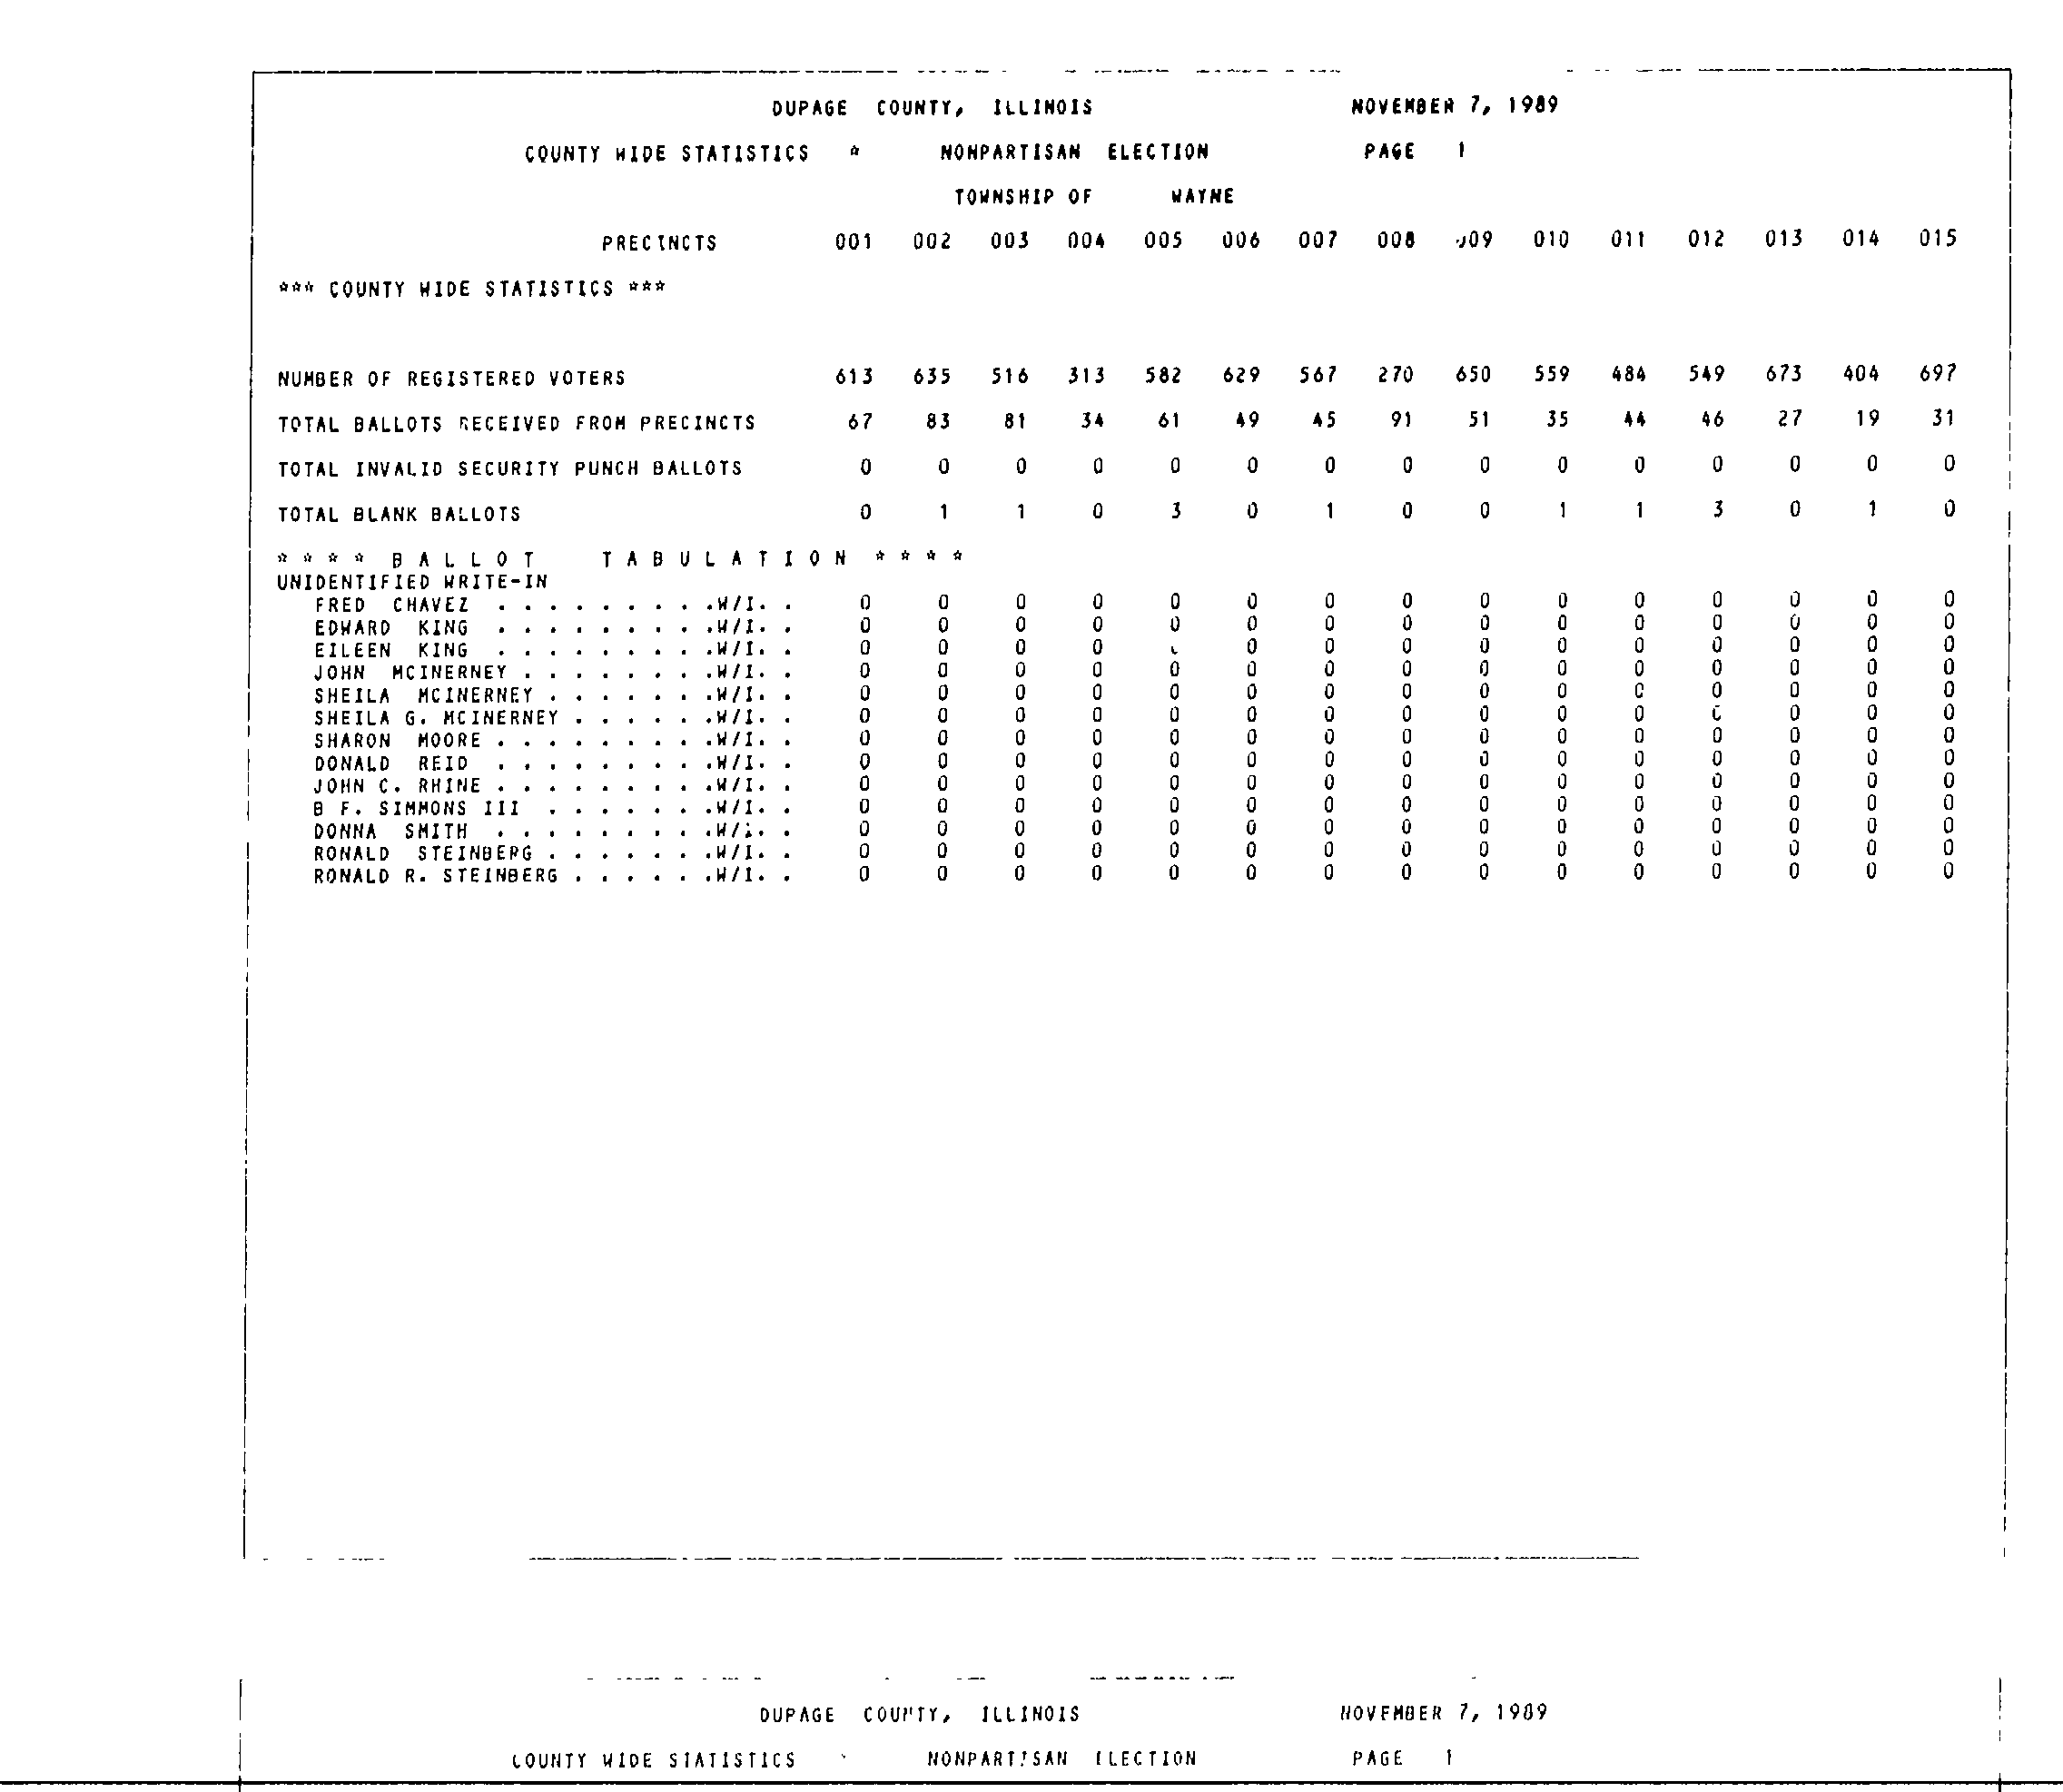 DUPAGE COUNTY, ILLINOIS NOVEMBER 7, 1989
COUNTY WIDE STATISTICS * NONPARTISAN ELECTION PAGE 1
TOWNSHIP OF WAYNE
PRECINCTS 001 002 003 004 005 006 007 008 009 010 011 012 013 014 015
*** COUNTY WIDE STATISTICS ***
NUMBER OF REGISTERED VOTERS 613 635 516 313 582 629 567 270 650 559 484 549 673 404 697
TOTAL BALLOTS RECEIVED FROM PRECINCTS 67 83 81 34 61 49 45 91 51 35 44 46 27 19 31
TOTAL INVALID SECURITY PUNCH BALLOTS 0 0 0 0 0 0 0 0 0 0 0 0 0 0 0
TOTAL BLANK BALLOTS 0 1 1 0 3 0 1 0 0 1 1 3 0 1 0
* * * * B A L L O T T A B U L A T I O N * * * *
UNIDENTIFIED WRITE-IN
FRED CHAVEZ . . . . . . . . .W/I. . 0 0 0 0 0 0 0 0 0 0 0 0 0 0 0
EDWARD KING . . . . . . . . .W/I. . 0 0 0 0 0 0 0 0 0 0 0 0 0 0 0
EILEEN KING . . . . . . . . .W/I. . 0 0 0 0 0 0 0 0 0 0 0 0 0 0
JOHN MCINERNEY . . . . . . . .W/I. . 0 0 0 0 0 0 0 0 0 0 0 0 0 0 0
SHEILA MCINERNEY . . . . . . .W/I. . 0 0 0 0 0 0 0 0 0 0 0 0 0 0 0
SHEILA G. MCINERNEY . . . . . .W/I. . 0 0 0 0 0 0 0 0 0 0 0 0 0 0 0
SHARON MOORE . . . . . . . . .W/I. . 0 0 0 0 0 0 0 0 0 0 0 0 0 0 0
DONALD REID . . . . . . . . .W/I. . 0 0 0 0 0 0 0 0 0 0 0 0 0 0 0
JOHN C. RHINE . . . . . . . . .W/I. . 0 0 0 0 0 0 0 0 0 0 0 0 0 0 0
B F. SIMMONS III . . . . . . .W/I. . 0 0 0 0 0 0 0 0 0 0 0 0 0 0 0
DONNA SMITH . . . . . . . . .W/I. . 0 0 0 0 0 0 0 0 0 0 0 0 0 0 0
RONALD STEINBERG . . . . . . .W/I. . 0 0 0 0 0 0 0 0 0 0 0 0 0 0 0
RONALD R. STEINBERG . . . . . .W/I. . 0 0 0 0 0 0 0 0 0 0 0 0 0 0 0
DUPAGE COUNTY, ILLINOIS NOVEMBER 7, 1989
COUNTY WIDE STATISTICS NONPARTISAN ELECTION PAGE 1